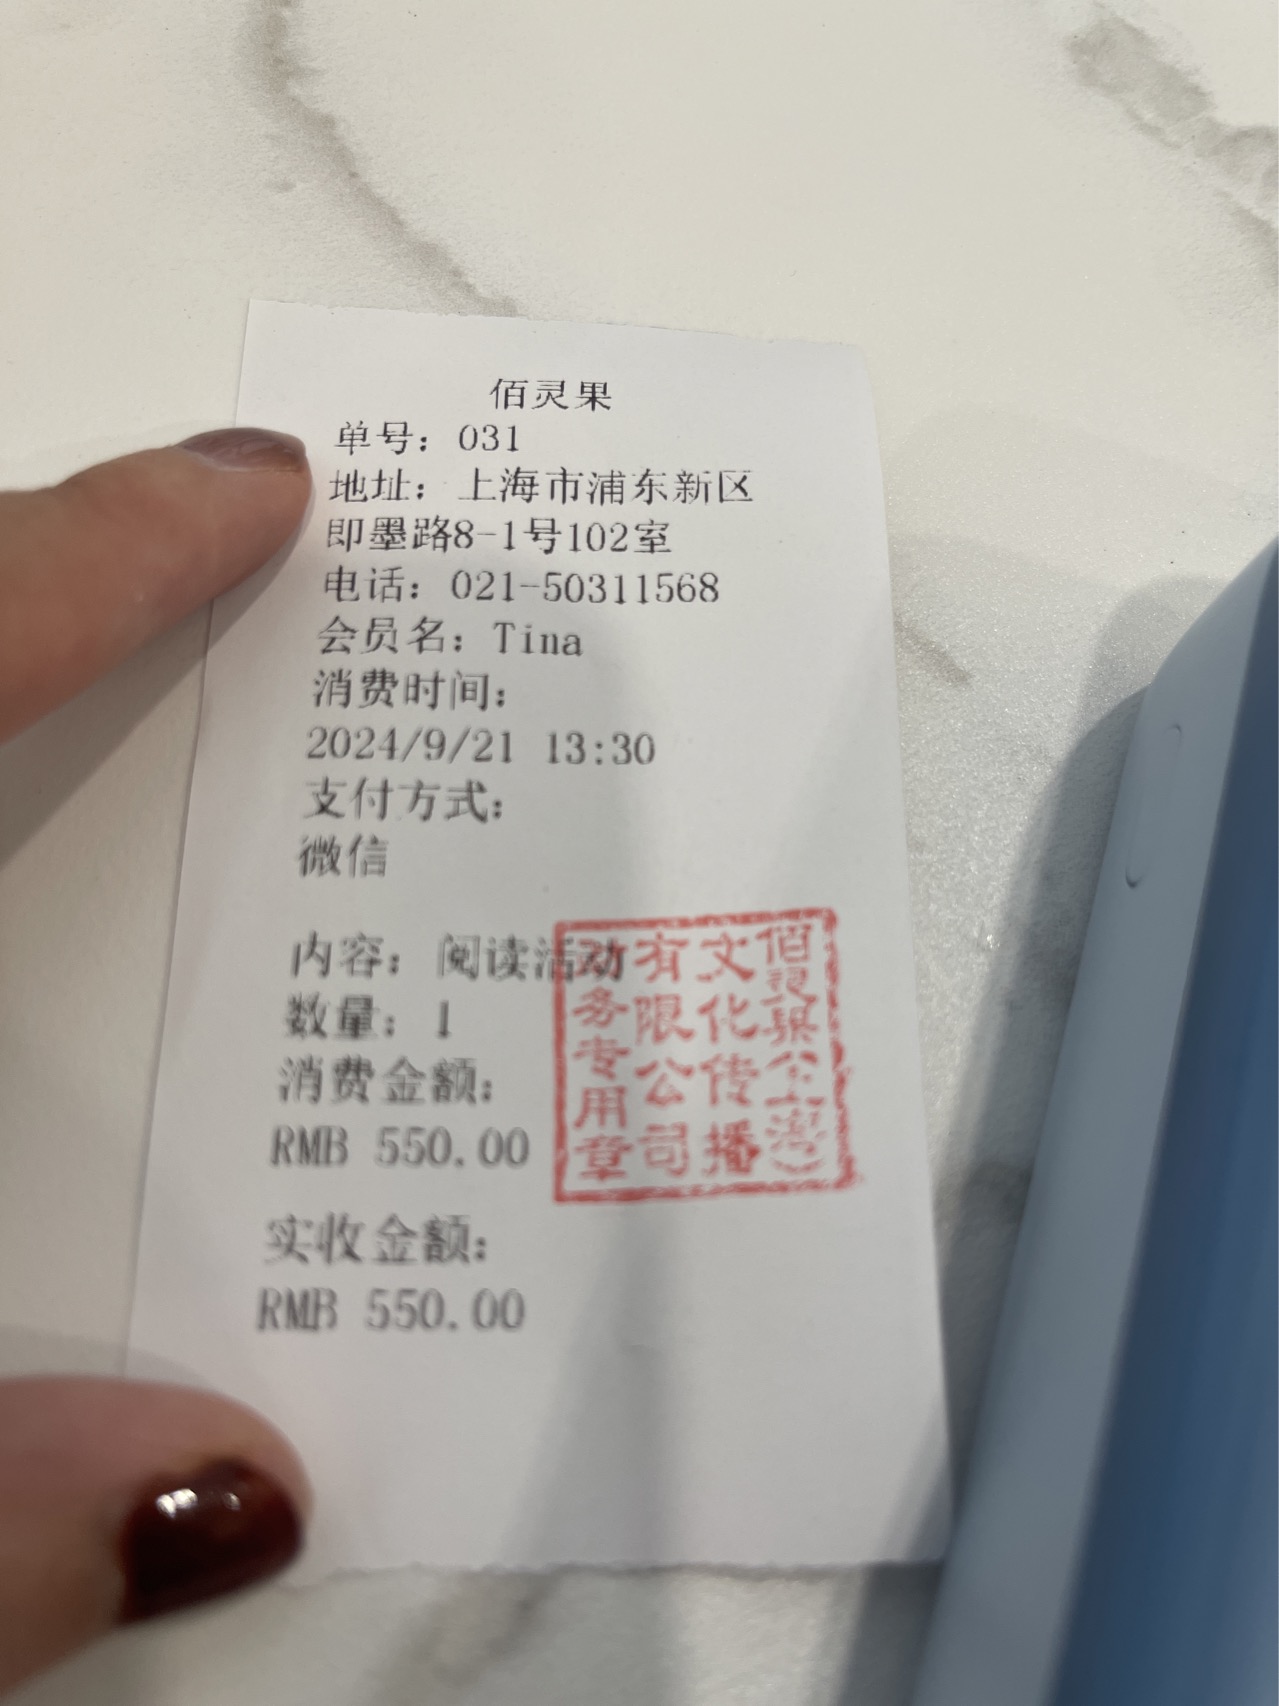 佰灵果
单号：031
地址：上海市浦东新区
即墨路8-1号102室
电话：021-50311568
会员名：Tina
消费时间：
2024/9/21 13:30
支付方式：
微信
内容：阅读活动
数量：1
消费金额：
RMB 550.00
实收金额：
RMB 550.00
佰灵果（上海）
文化传播
有限公司
务专用章